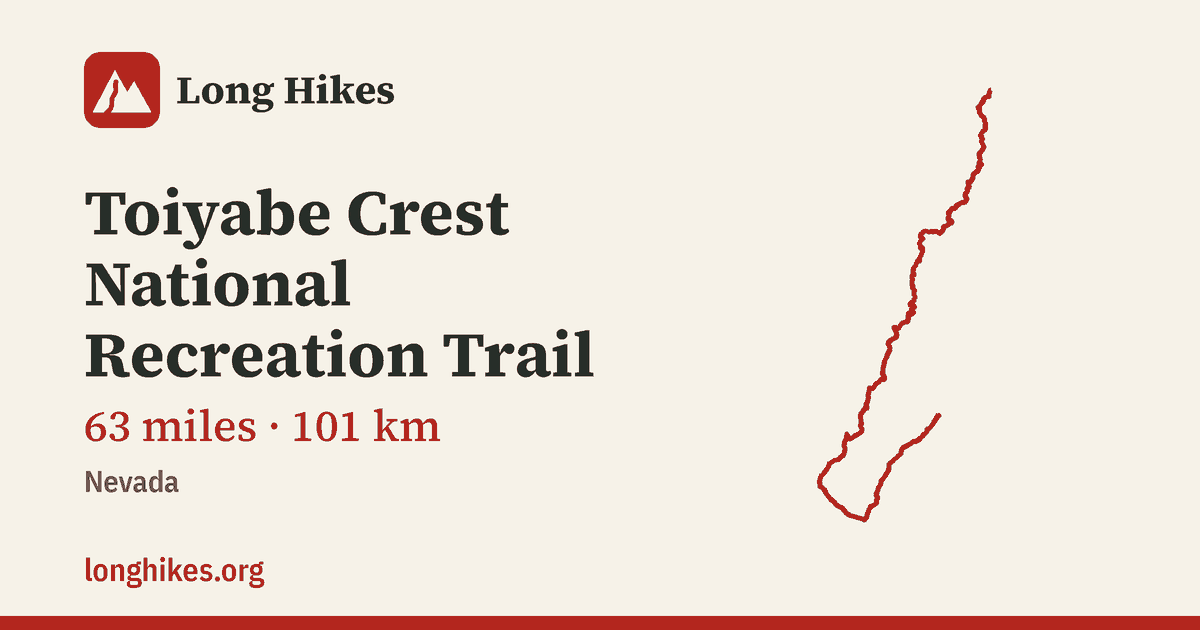 Long Hikes
Toiyabe Crest
National
Recreation Trail
63 miles · 101 km
Nevada
longhikes.org